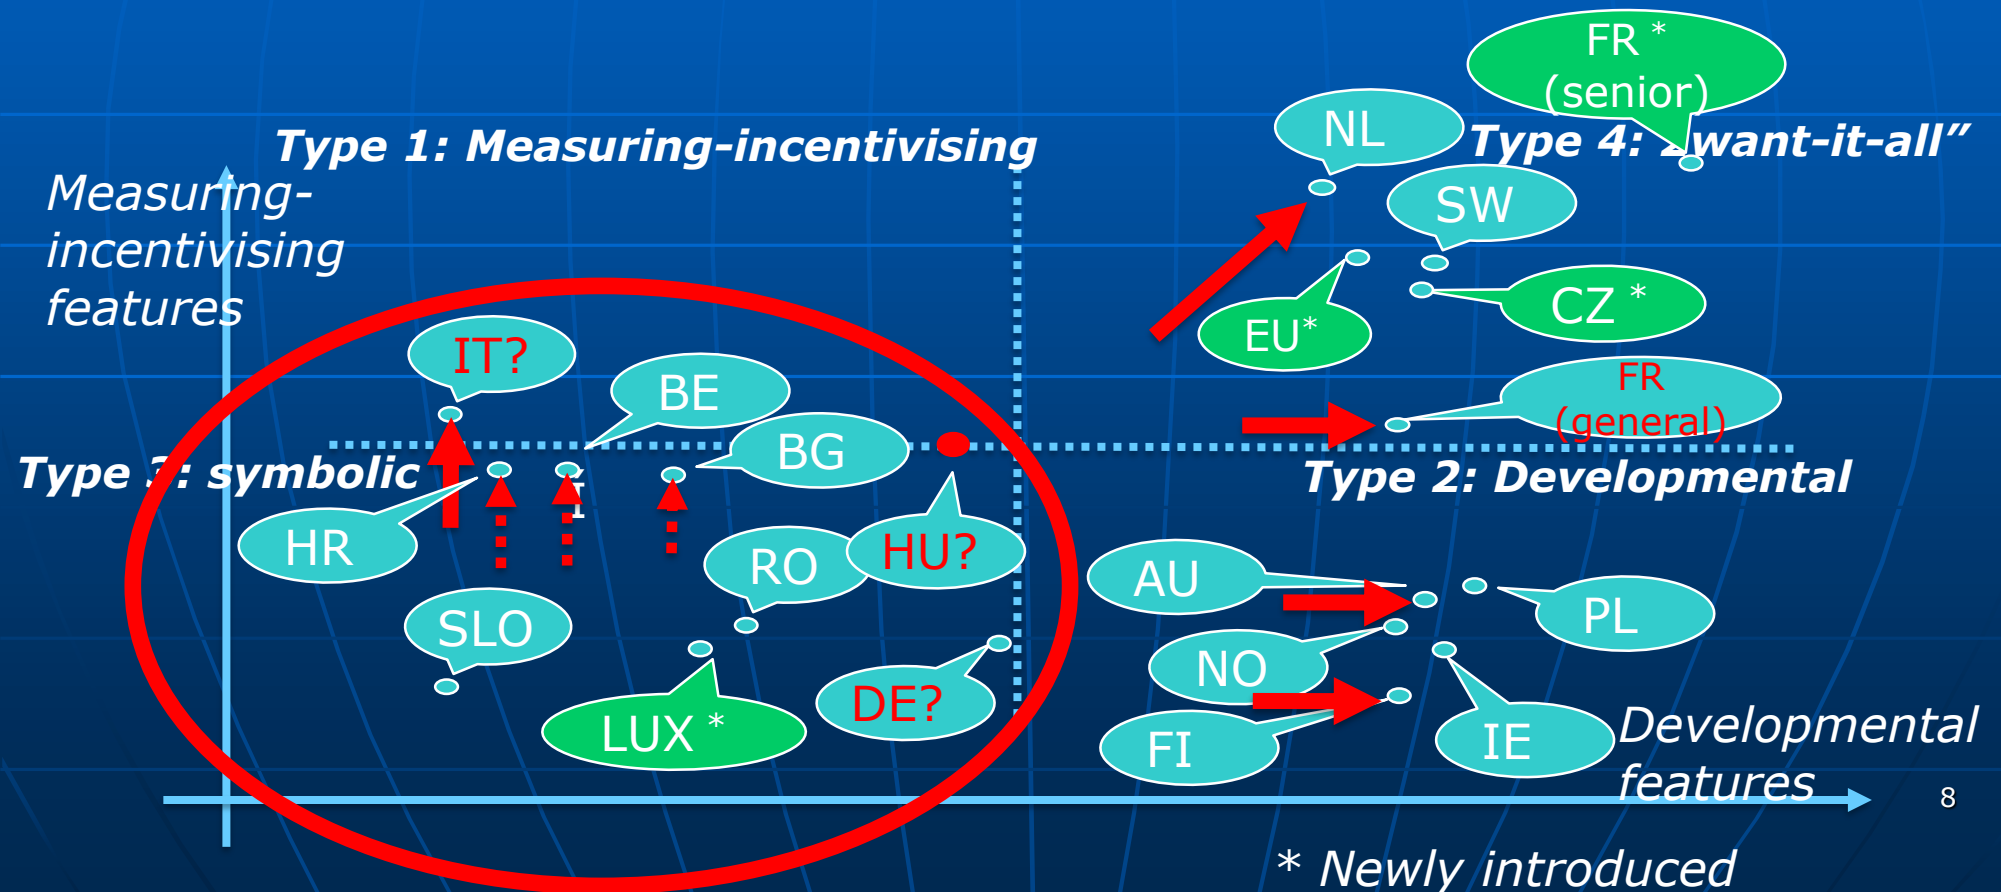 FR *
(senior)
NL
Type 1: Measuring-incentivising
Type 4: want-it-all”
Measuring-
incentivising
features
SW
EU*
CZ *
IT?
BE
FR
(general)
BG
Type 3: symbolic
Type 2: Developmental
HR
RO
HU?
AU
PL
SLO
NO
LUX *
DE?
FI
IE
Developmental
features
8
* Newly introduced